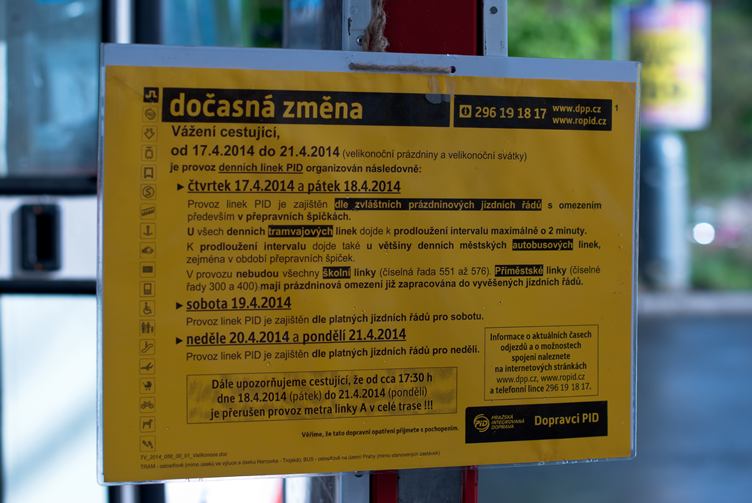 dočasná změna
296 19 18 17
www.dpp.cz
www.ropid.cz
1
Vážení cestující,
od 17.4.2014 do 21.4.2014 (velikonoční prázdniny a velikonoční svátky)
je provoz denních linek PID organizován následovně:
►čtvrtek 17.4.2014 a pátek 18.4.2014
Provoz linek PID je zajištěn dle zvláštních prázdninových jízdních řádů s omezením
především v přepravních špičkách.
U všech denních tramvajových linek dojde k prodloužení intervalu maximálně o 2 minuty.
K prodloužení intervalu dojde také u většiny denních městských autobusových linek,
zejména v období přepravních špiček.
V provozu nebudou všechny školní linky (číselná řada 551 až 576). Příměstské linky (číselné
řady 300 a 400) mají prázdninová omezení již zapracována do vyvěšených jízdních řádů.
►sobota 19.4.2014
Provoz linek PID je zajištěn dle platných jízdních řádů pro sobotu.
►neděle 20.4.2014 a pondělí 21.4.2014
Provoz linek PID je zajištěn dle platných jízdních řádů pro neděli.
Informace o aktuálních časech
odjezdů a o možnostech
spojení naleznete
na internetových stránkách
www.dpp.cz, www.ropid.cz
a telefonní lince 296 19 18 17.
Dále upozorňujeme cestující, že od cca 17:30 h
dne 18.4.2014 (pátek) do 21.4.2014 (pondělí)
je přerušen provoz metra linky A v celé trase !!!
Věříme, že tato dopravní opatření přijmete s pochopením.
PID PRAŽSKÁ
INTEGROVANÁ
DOPRAVA
Dopravci PID